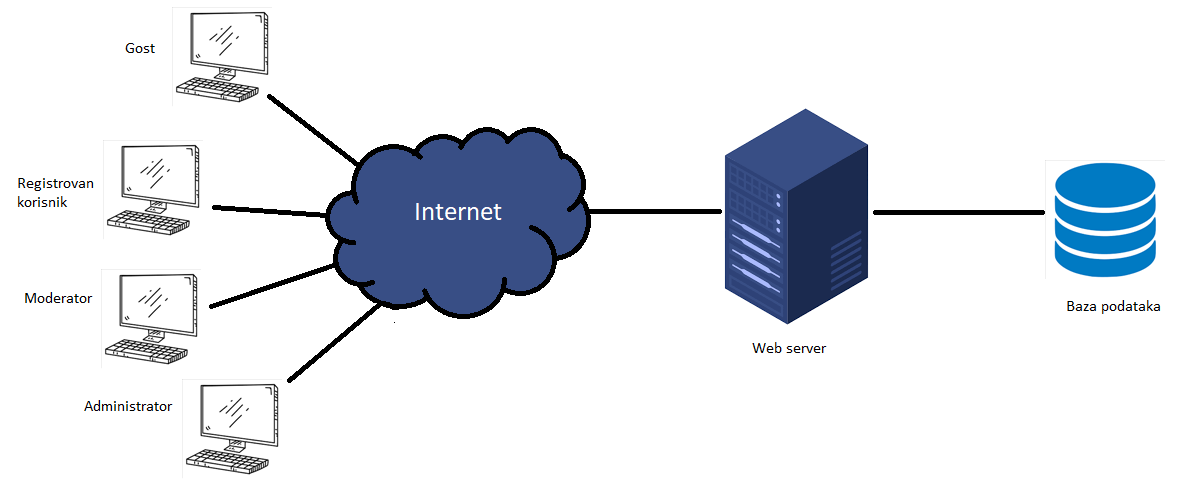 Gost
Registrovan
korisnik
Moderator
Administrator
Internet
Web server
Baza podataka